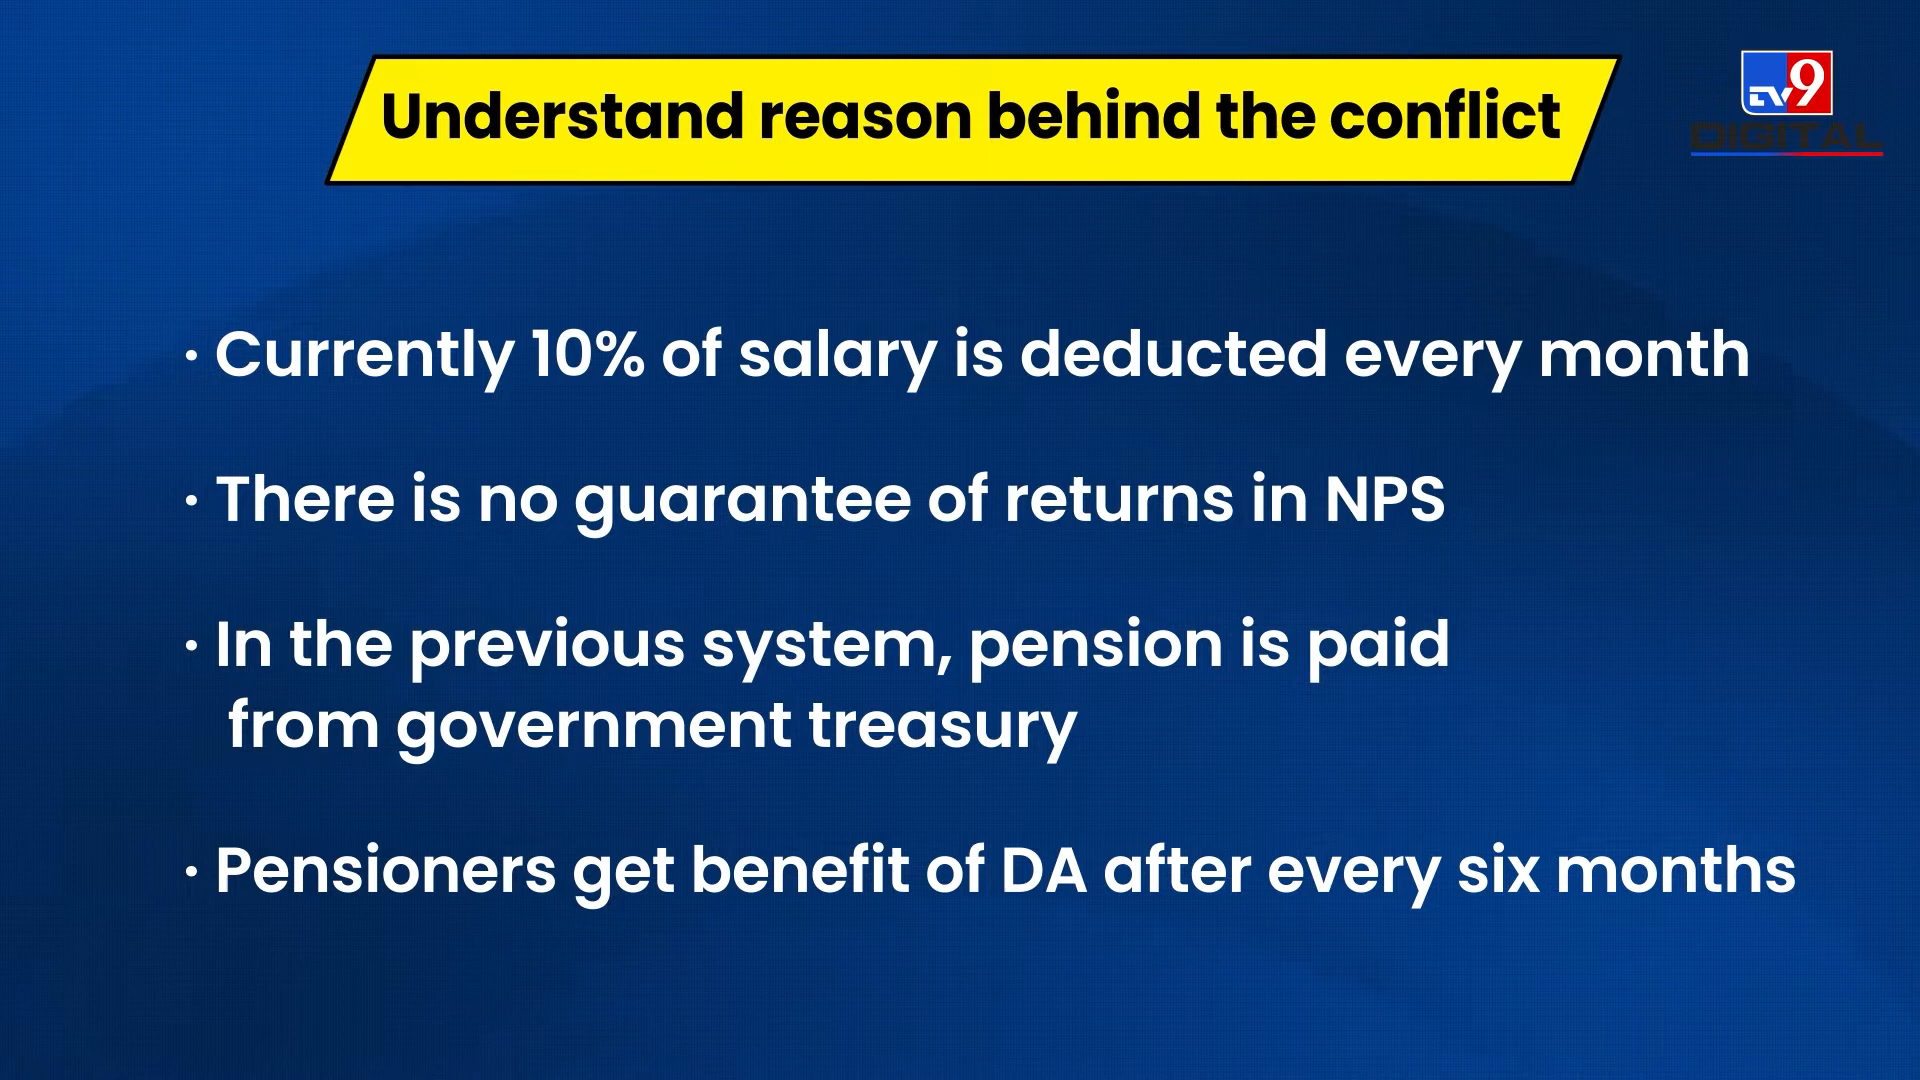 Understand reason behind the conflict
TV9
DIGITAL
· Currently 10% of salary is deducted every month
· There is no guarantee of returns in NPS
· In the previous system, pension is paid
from government treasury
· Pensioners get benefit of DA after every six months